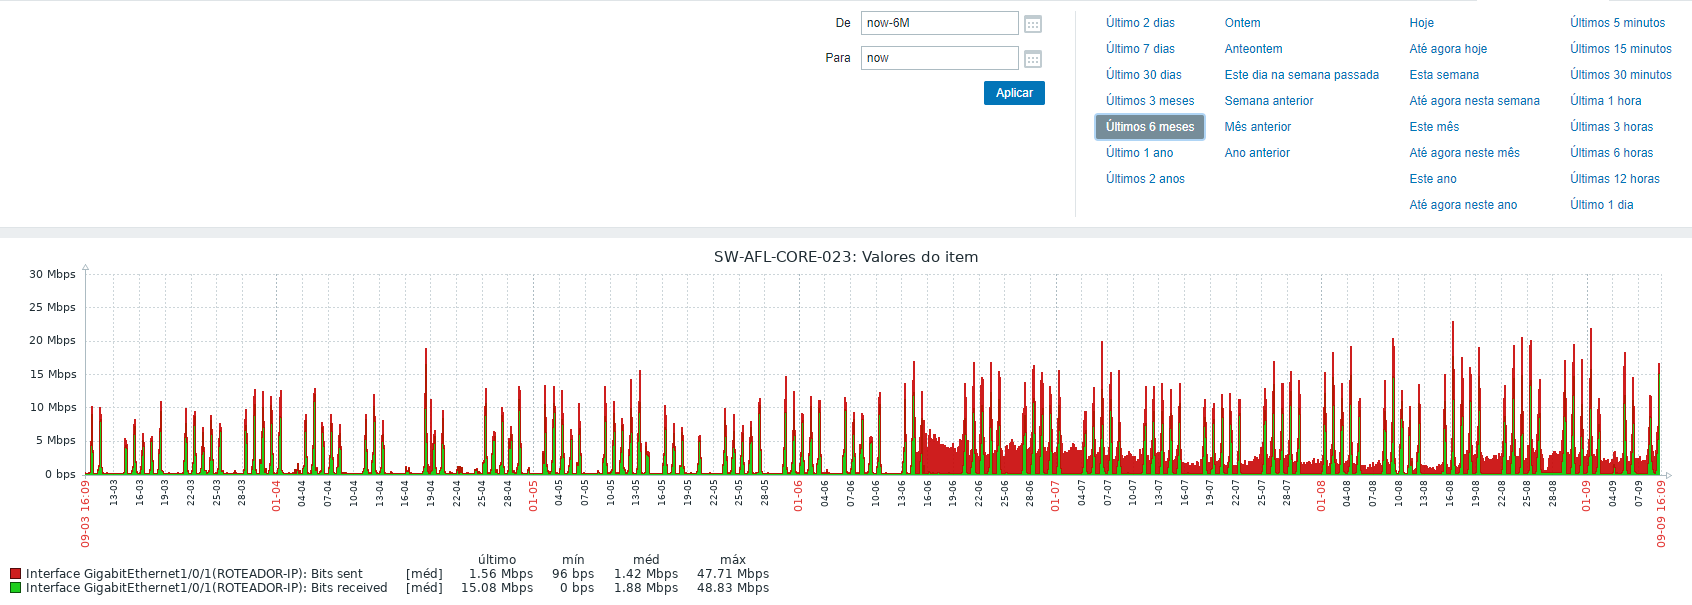 De now-6M
Para now
Aplicar
Último 2 dias Ontem Hoje Últimos 5 minutos
Último 7 dias Anteontem Até agora hoje Últimos 15 minutos
Último 30 dias Este dia na semana passada Esta semana Últimos 30 minutos
Últimos 3 meses Semana anterior Até agora nesta semana Última 1 hora
Últimos 6 meses Mês anterior Este mês Últimas 3 horas
Último 1 ano Ano anterior Até agora neste mês Últimas 6 horas
Últimos 2 anos Este ano Últimas 12 horas
Até agora neste ano Último 1 dia
SW-AFL-CORE-023: Valores do item
30 Mbps
25 Mbps
20 Mbps
15 Mbps
10 Mbps
5 Mbps
0 bps
09-03 16:09 13-03 16-03 19-03 22-03 25-03 28-03 01-04 04-04 07-04 10-04 13-04 16-04 19-04 22-04 25-04 28-04 01-05 04-05 07-05 10-05 13-05 16-05 19-05 22-05 25-05 28-05 01-06 04-06 07-06 10-06 13-06 16-06 19-06 22-06 25-06 28-06 01-07 04-07 07-07 10-07 13-07 16-07 19-07 22-07 25-07 28-07 01-08 04-08 07-08 10-08 13-08 16-08 19-08 22-08 25-08 28-08 01-09 04-09 07-09 09-09 16:09
último mín méd máx
Interface GigabitEthernet1/0/1(ROTEADOR-IP): Bits sent [méd] 1.56 Mbps 96 bps 1.42 Mbps 47.71 Mbps
Interface GigabitEthernet1/0/1(ROTEADOR-IP): Bits received [méd] 15.08 Mbps 0 bps 1.88 Mbps 48.83 Mbps